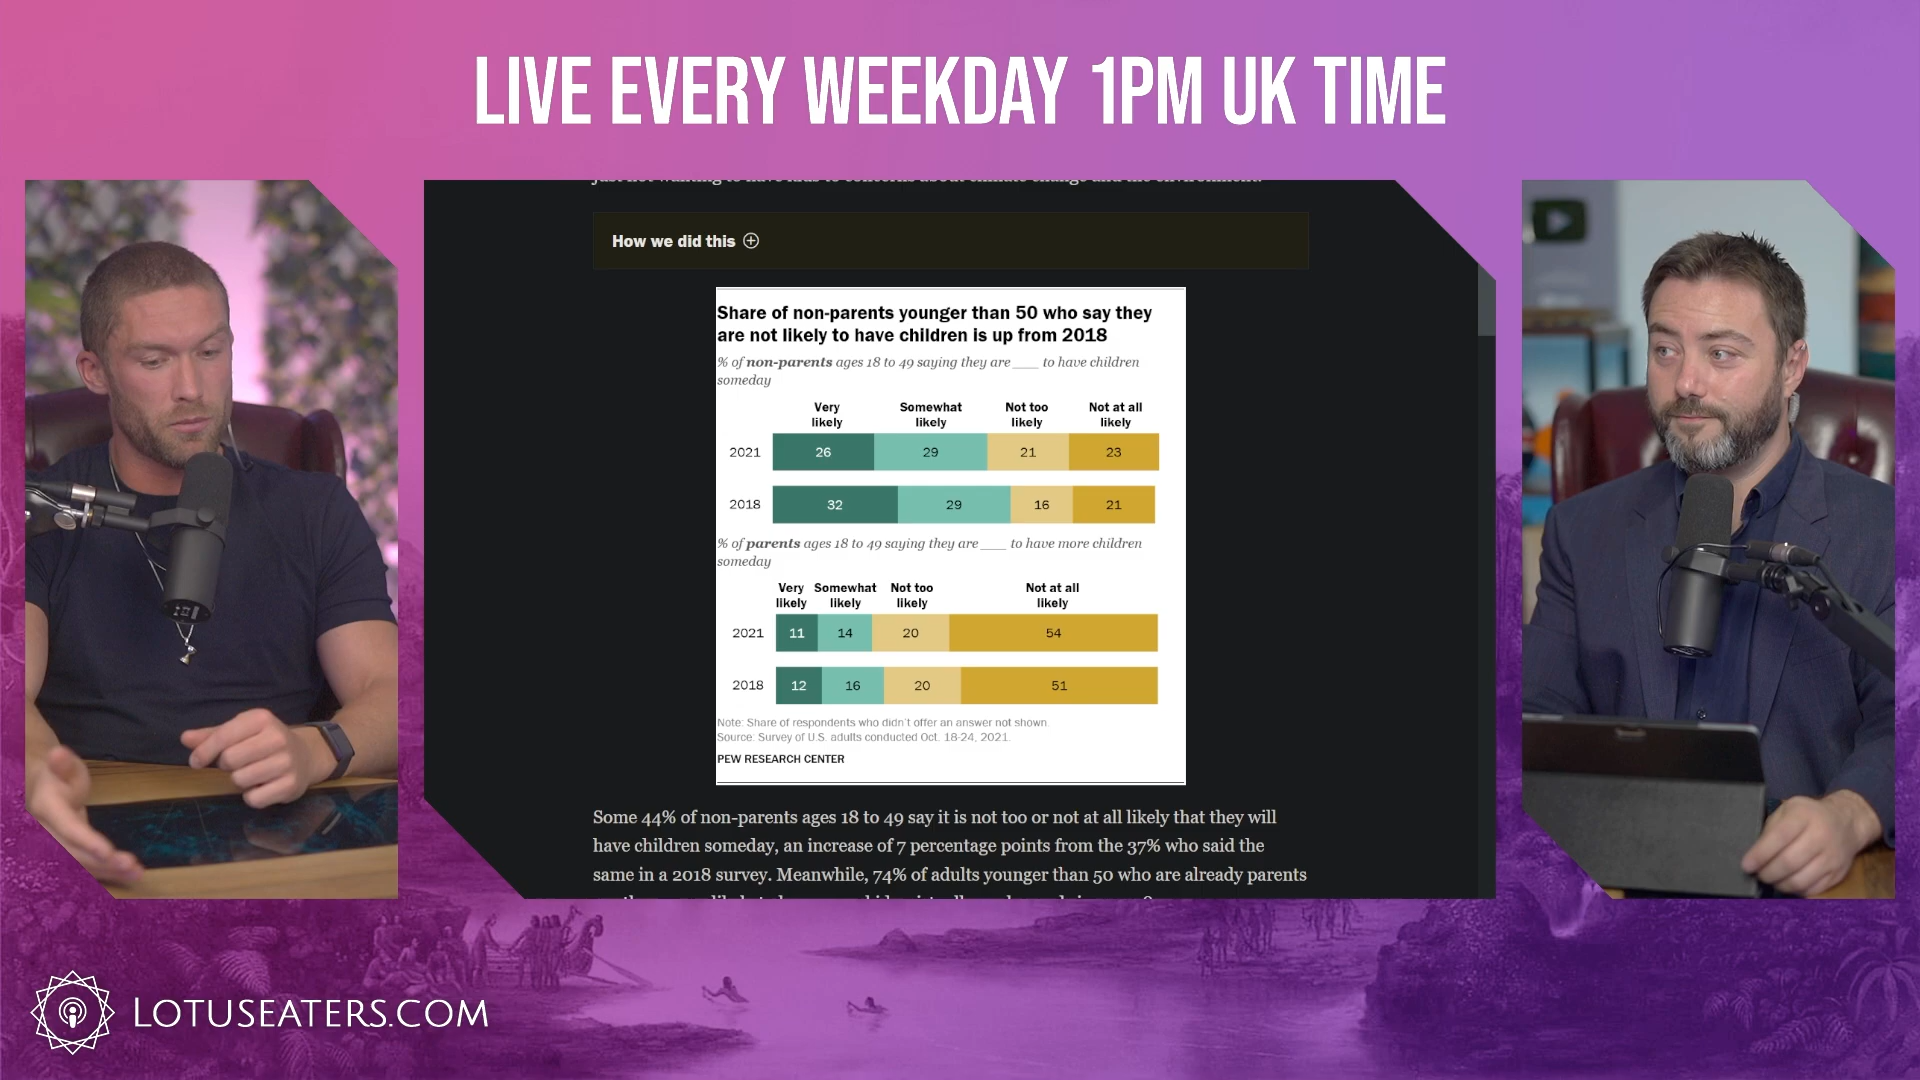 LIVE EVERY WEEKDAY 1PM UK TIME
How we did this
Share of non-parents younger than 50 who say they
are not likely to have children is up from 2018
% of non-parents ages 18 to 49 saying they are ___ to have children
someday
Very likely Somewhat likely Not too likely Not at all likely
2021 26 29 21 23
2018 32 29 16 21
% of parents ages 18 to 49 saying they are ___ to have more children
someday
Very likely Somewhat likely Not too likely Not at all likely
2021 11 14 20 54
2018 12 16 20 51
Note: Share of respondents who didn't offer an answer not shown.
Source: Survey of U.S. adults conducted Oct. 18-24, 2021.
PEW RESEARCH CENTER
Some 44% of non-parents ages 18 to 49 say it is not too or not at all likely that they will
have children someday, an increase of 7 percentage points from the 37% who said the
same in a 2018 survey. Meanwhile, 74% of adults younger than 50 who are already parents
LOTUSEATERS.COM